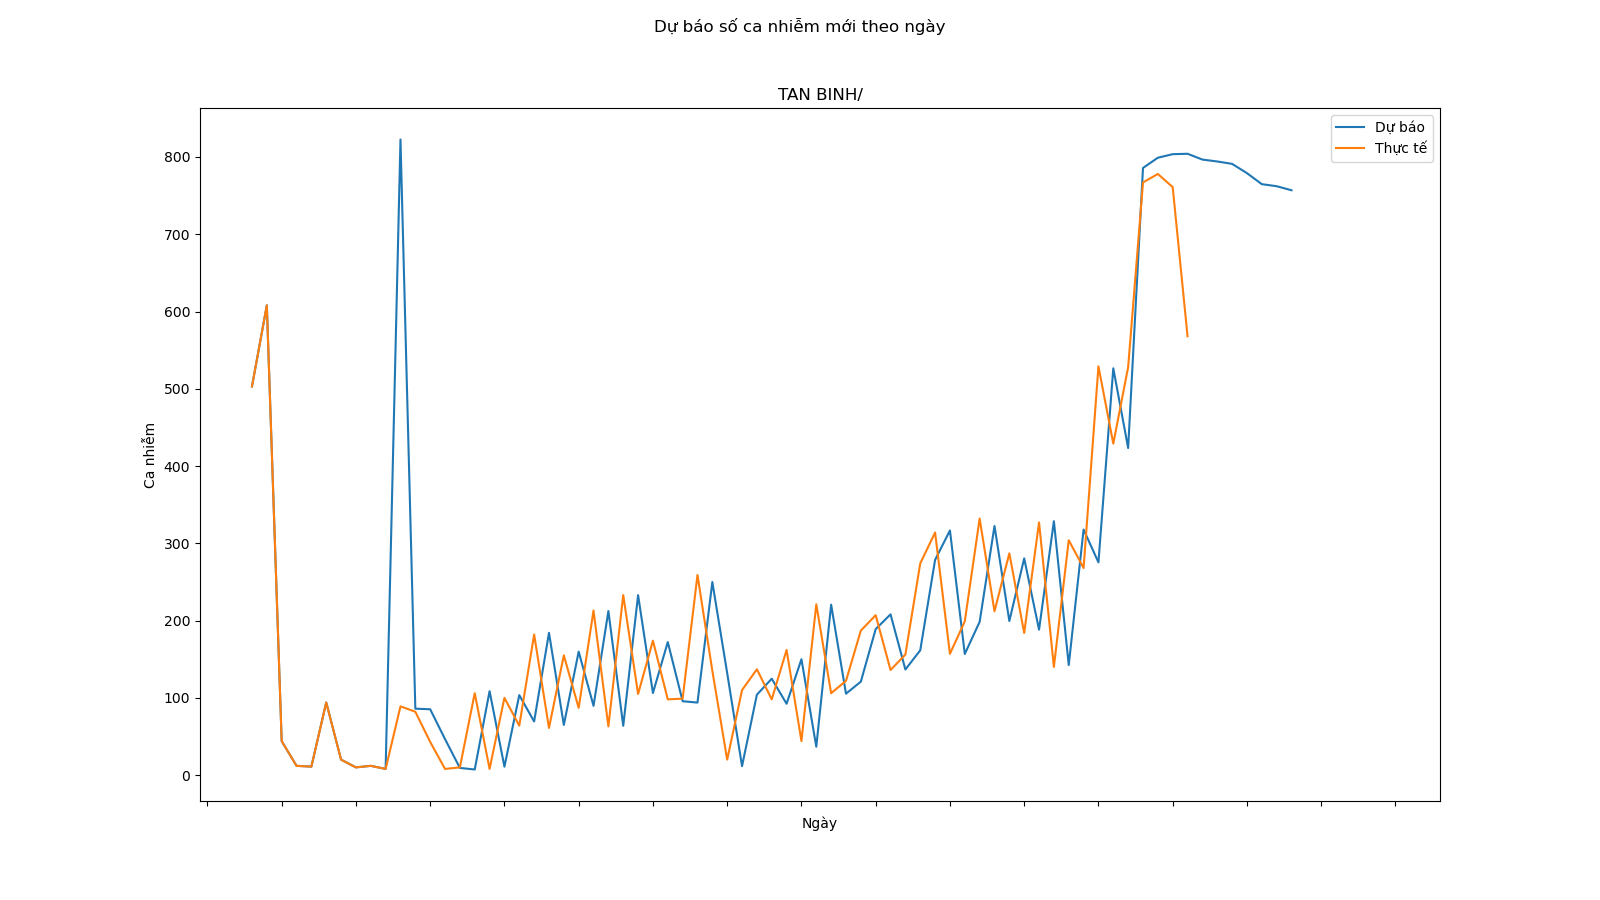 Dự báo số ca nhiễm mới theo ngày
TAN BINH/
Dự báo
Thực tế
800
700
600
500
400
300
200
100
0
Ca nhiễm
Ngày